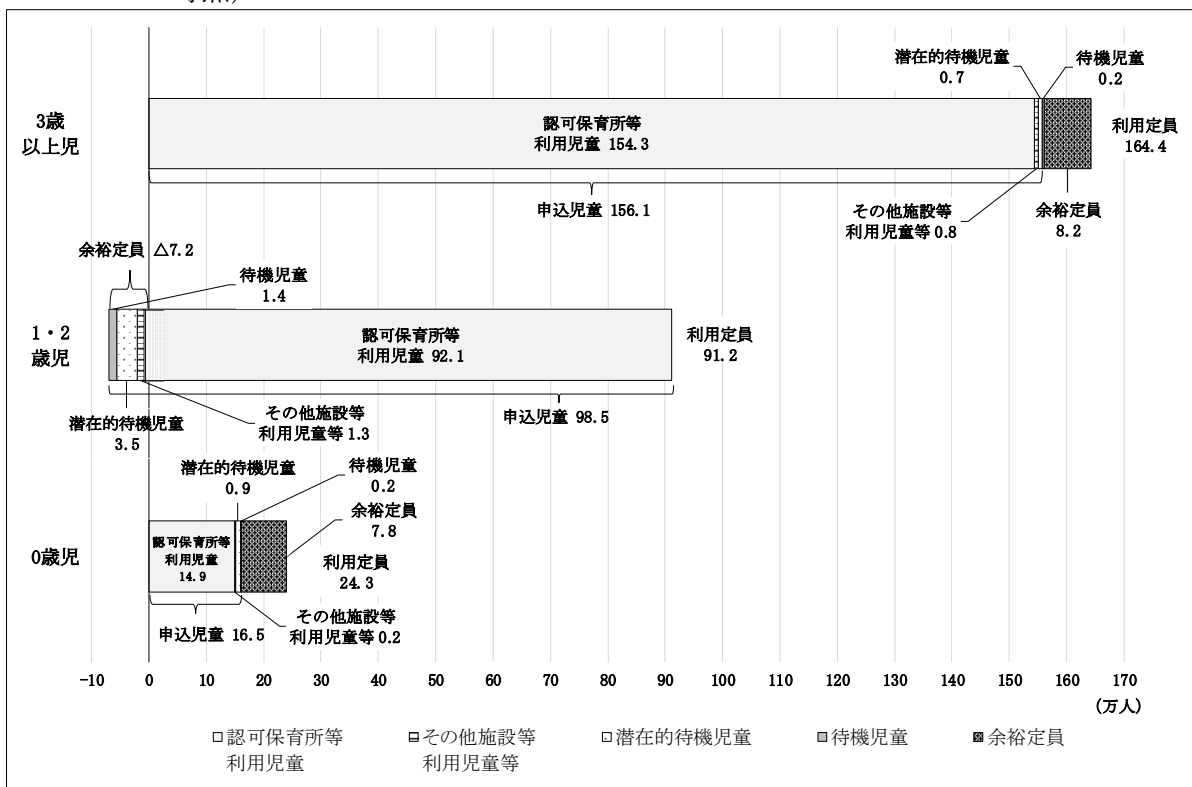 潜在的待機児童
0.7
待機児童
0.2
3歳
以上児
認可保育所等
利用児童 154.3
利用定員
164.4
申込児童 156.1
その他施設等
利用児童等 0.8
余裕定員
8.2
余裕定員 △7.2
待機児童
1.4
1・2
歳児
認可保育所等
利用児童 92.1
利用定員
91.2
潜在的待機児童
3.5
その他施設等
利用児童等 1.3
申込児童 98.5
潜在的待機児童
0.9
待機児童
0.2
余裕定員
7.8
0歳児
認可保育所等
利用児童
14.9
利用定員
24.3
申込児童 16.5
その他施設等
利用児童等 0.2
-10 0 10 20 30 40 50 60 70 80 90 100 110 120 130 140 150 160 170
(万人)
認可保育所等
利用児童
その他施設等
利用児童等
潜在的待機児童
待機児童
余裕定員